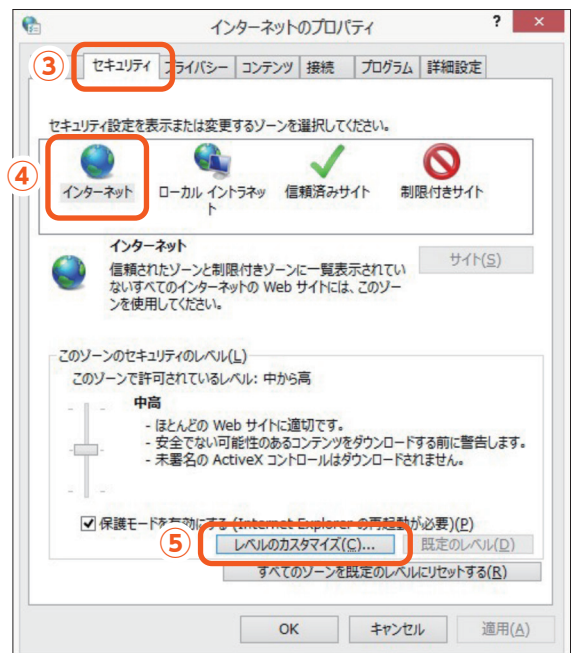 インターネットのプロパティ
?
×
③
セキュリティ
プライバシー
コンテンツ
接続
プログラム
詳細設定
セキュリティ設定を表示または変更するゾーンを選択してください。
④
インターネット
ローカル イントラネッ
ト
信頼済みサイト
制限付きサイト
インターネット
信頼されたゾーンと制限付きゾーンに一覧表示されてい
ないすべてのインターネットの Web サイトには、このゾー
ンを使用してください。
サイト(S)
このゾーンのセキュリティのレベル(L)
このゾーンで許可されているレベル: 中から高
中高
- ほとんどの Web サイトに適切です。
- 安全でない可能性のあるコンテンツをダウンロードする前に警告します。
- 未署名の ActiveX コントロールはダウンロードされません。
保護モードを有効にする (Internet Explorer の再起動が必要)(P)
⑤
レベルのカスタマイズ(C)...
既定のレベル(D)
すべてのゾーンを既定のレベルにリセットする(R)
OK
キャンセル
適用(A)